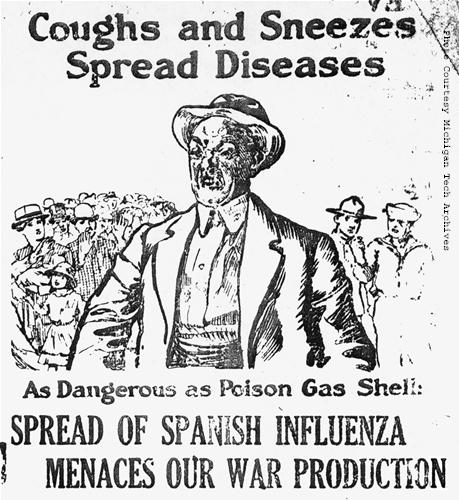 Coughs and Sneezes
Spread Diseases
As Dangerous as Poison Gas Shells
SPREAD OF SPANISH INFLUENZA
MENACES OUR WAR PRODUCTION
Photo Courtesy Michigan Tech Archives